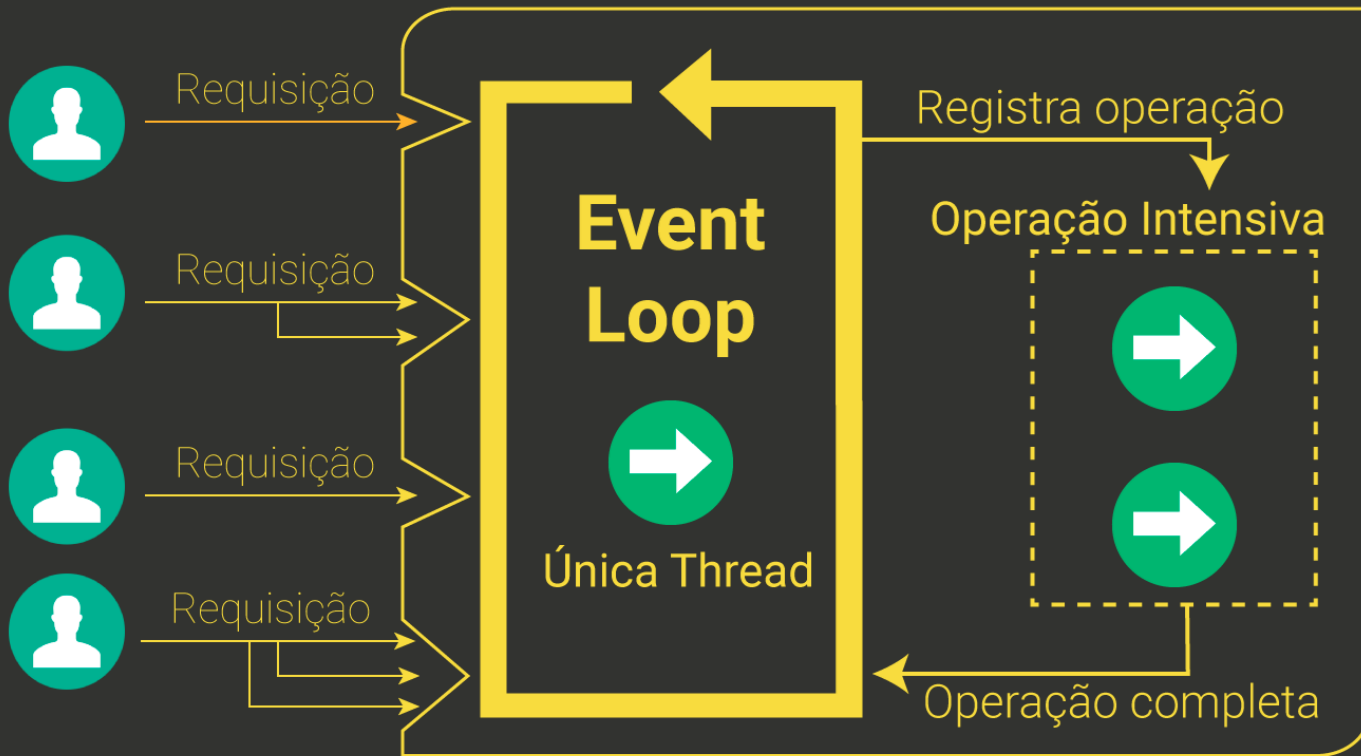 Requisição
Requisição
Requisição
Requisição
Event
Loop
Única Thread
Registra operação
Operação Intensiva
Operação completa